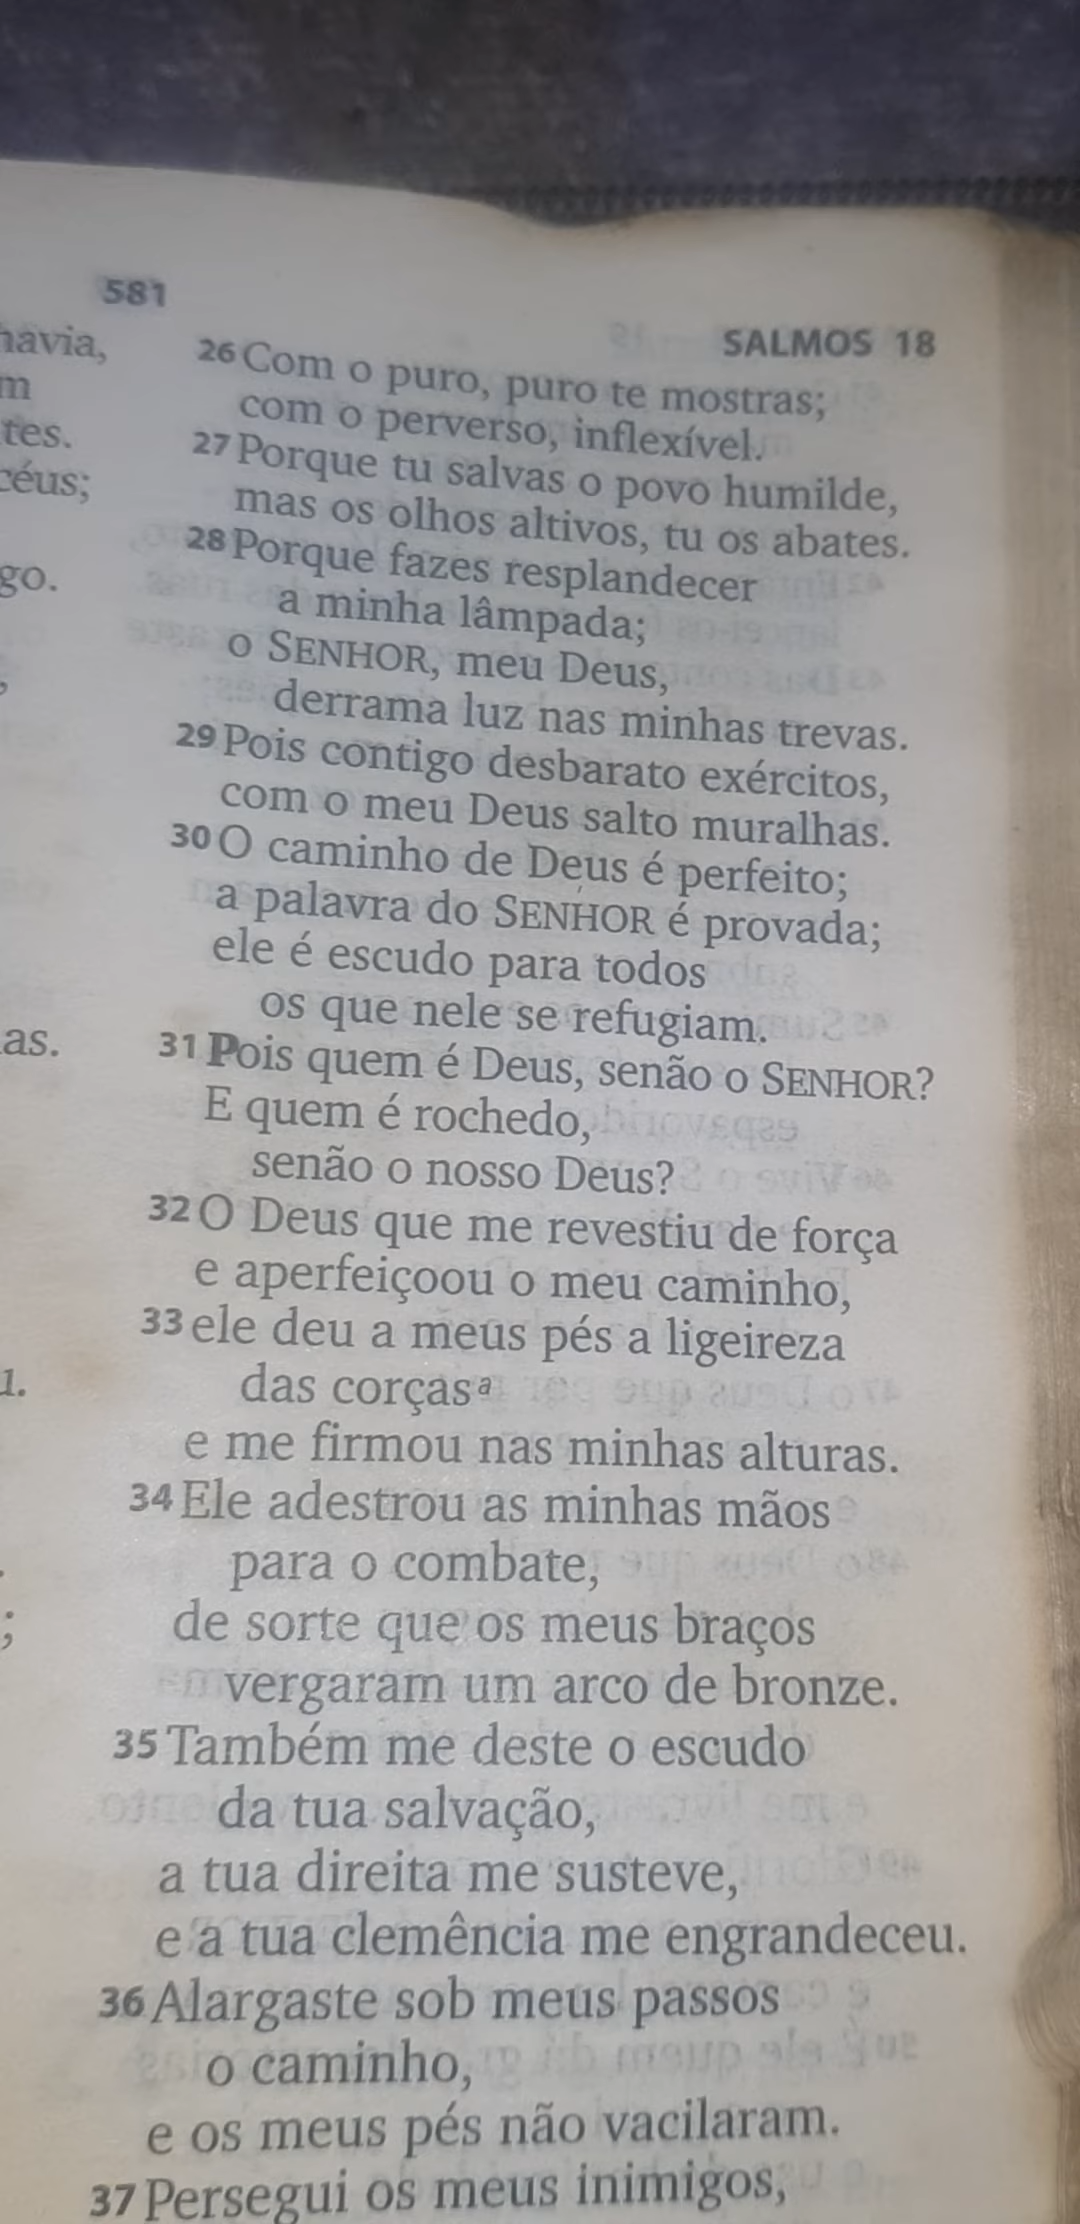 581
SALMOS 18
havia,
m
tes.
céus;
go.
as.
1.
26 Com o puro, puro te mostras;
com o perverso, inflexível.
27 Porque tu salvas o povo humilde,
mas os olhos altivos, tu os abates.
28 Porque fazes resplandecer
a minha lâmpada;
o SENHOR, meu Deus,
derrama luz nas minhas trevas.
29 Pois contigo desbarato exércitos,
com o meu Deus salto muralhas.
30 O caminho de Deus é perfeito;
a palavra do SENHOR é provada;
ele é escudo para todos
os que nele se refugiam.
31 Pois quem é Deus, senão o SENHOR?
E quem é rochedo,
senão o nosso Deus?
32 O Deus que me revestiu de força
e aperfeiçoou o meu caminho,
33 ele deu a meus pés a ligeireza
das corças a
e me firmou nas minhas alturas.
34 Ele adestrou as minhas mãos
para o combate,
de sorte que os meus braços
vergaram um arco de bronze.
35 Também me deste o escudo
da tua salvação,
a tua direita me susteve,
e a tua clemência me engrandeceu.
36 Alargaste sob meus passos
o caminho,
e os meus pés não vacilaram.
37 Persegui os meus inimigos,